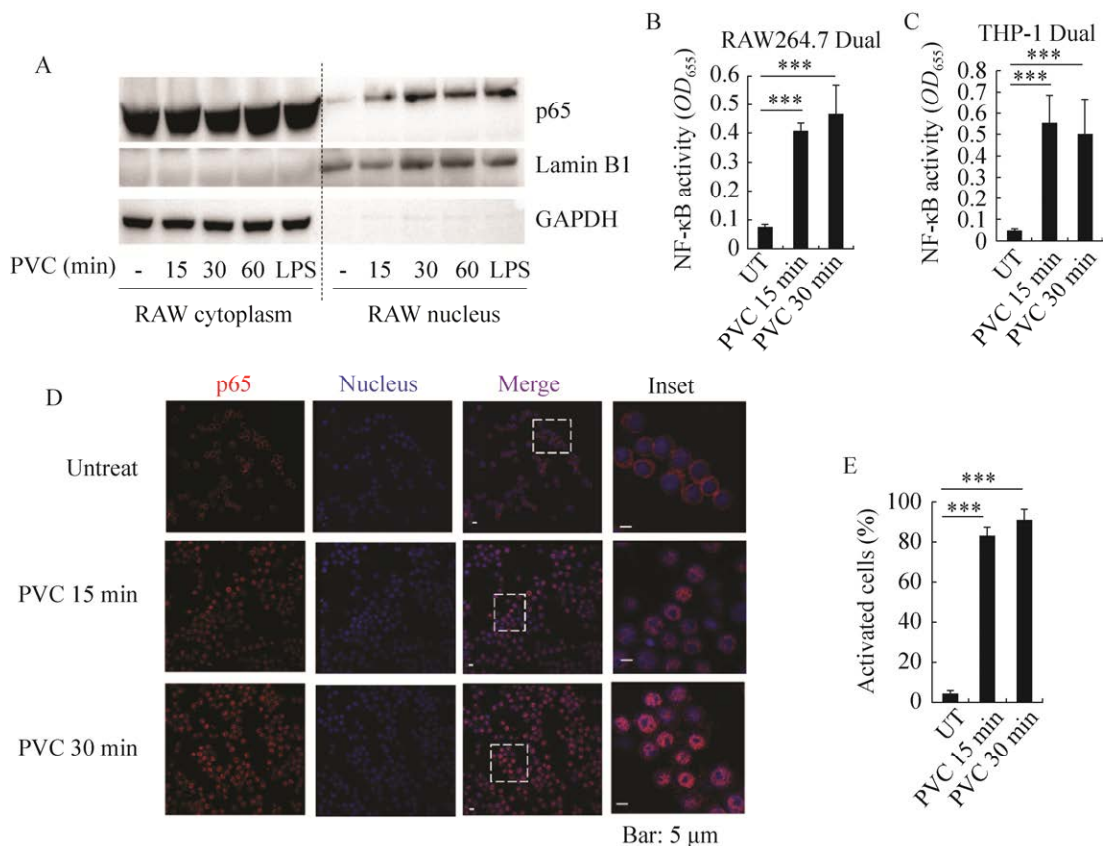 A
p65
Lamin B1
GAPDH
PVC (min) - 15 30 60 LPS - 15 30 60 LPS
RAW cytoplasm RAW nucleus
B
RAW264.7 Dual
NF-κB activity (OD655)
0.6
0.5
0.4
0.3
0.2
0.1
0
***
***
UT
PVC 15 min
PVC 30 min
C
THP-1 Dual
NF-κB activity (OD655)
0.8
0.7
0.6
0.5
0.4
0.3
0.2
0.1
0
***
***
UT
PVC 15 min
PVC 30 min
D
p65 Nucleus Merge Inset
Untreat
PVC 15 min
PVC 30 min
Bar: 5 μm
E
Activated cells (%)
100
80
60
40
20
0
***
***
UT
PVC 15 min
PVC 30 min